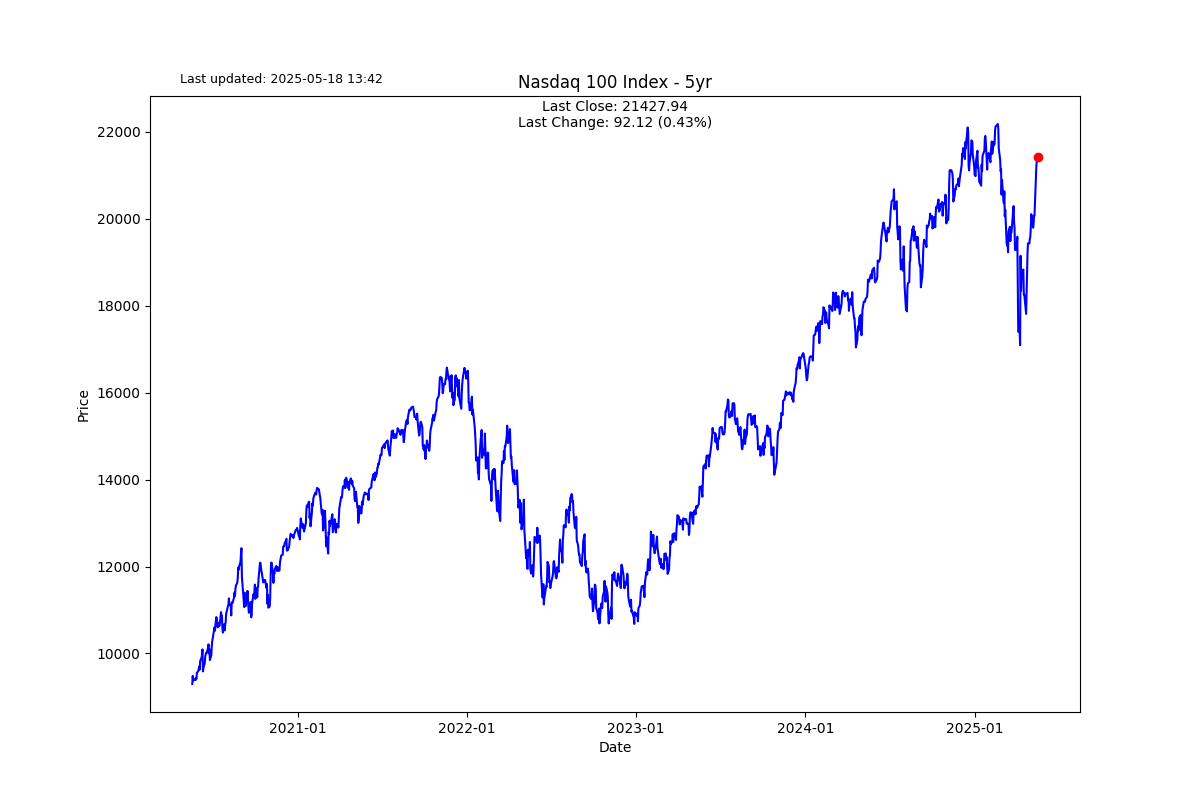 Last updated: 2025-05-18 13:42
Nasdaq 100 Index - 5yr
Last Close: 21427.94
Last Change: 92.12 (0.43%)
22000
20000
18000
16000
14000
12000
10000
Price
2021-01
2022-01
2023-01
2024-01
2025-01
Date